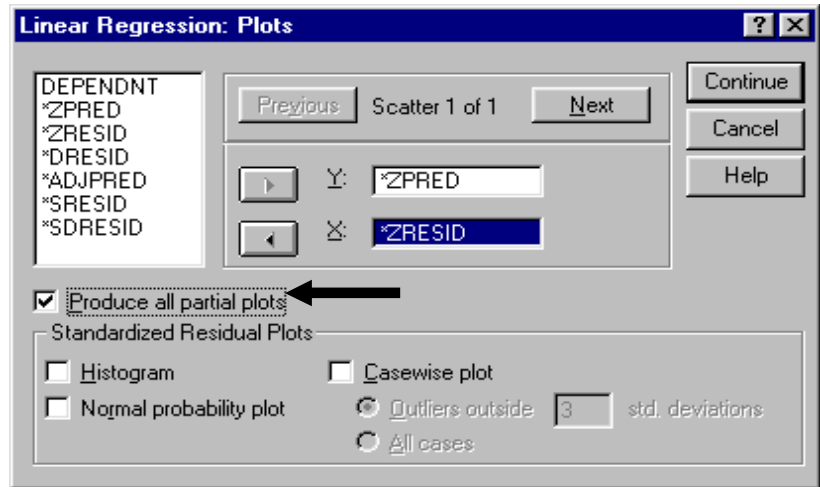 Linear Regression: Plots
DEPENDNT
*ZPRED
*ZRESID
*DRESID
*ADJPRED
*SRESID
*SDRESID
Previous Scatter 1 of 1 Next
Y: *ZPRED
X: *ZRESID
Continue
Cancel
Help
Produce all partial plots
Standardized Residual Plots
Histogram
Normal probability plot
Casewise plot
Outliers outside 3 std. deviations
All cases